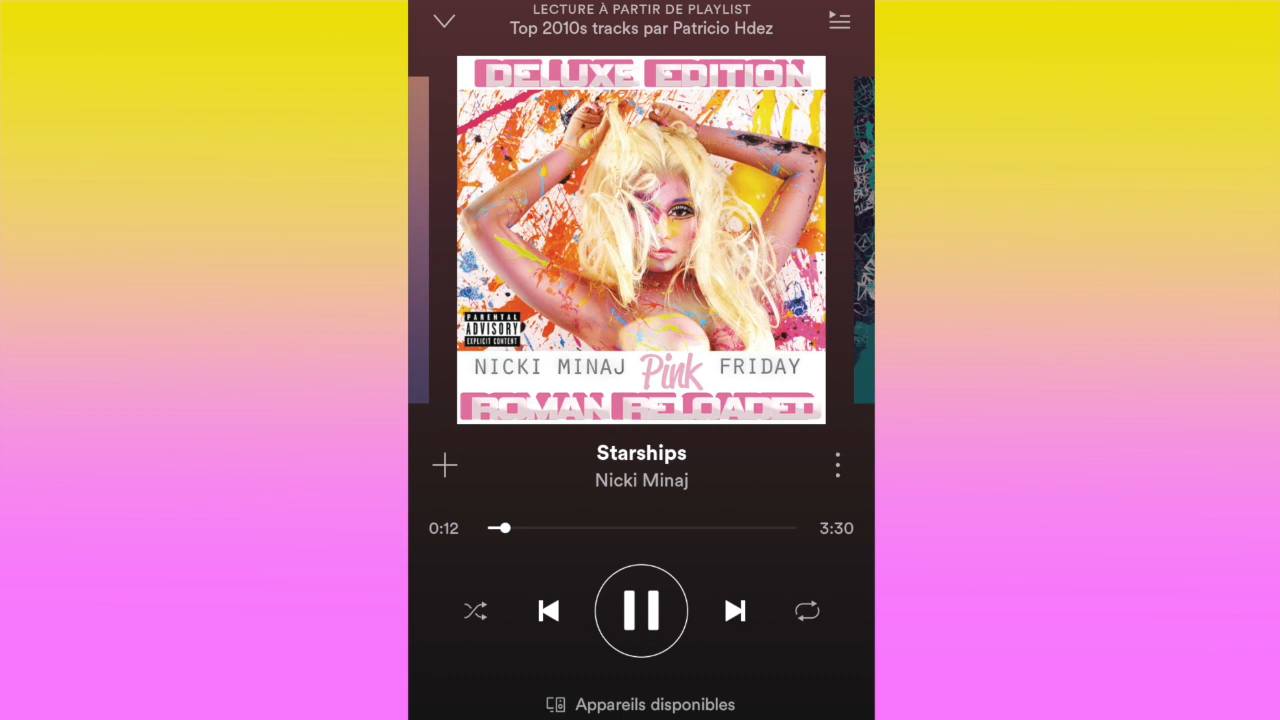 LECTURE À PARTIR DE PLAYLIST
Top 2010s tracks par Patricio Hdez
DELUXE EDITION
PARENTAL
ADVISORY
EXPLICIT CONTENT
NICKI MINAJ Pink FRIDAY
ROMAN RELOADED
Starships
Nicki Minaj
0:12 3:30
Appareils disponibles